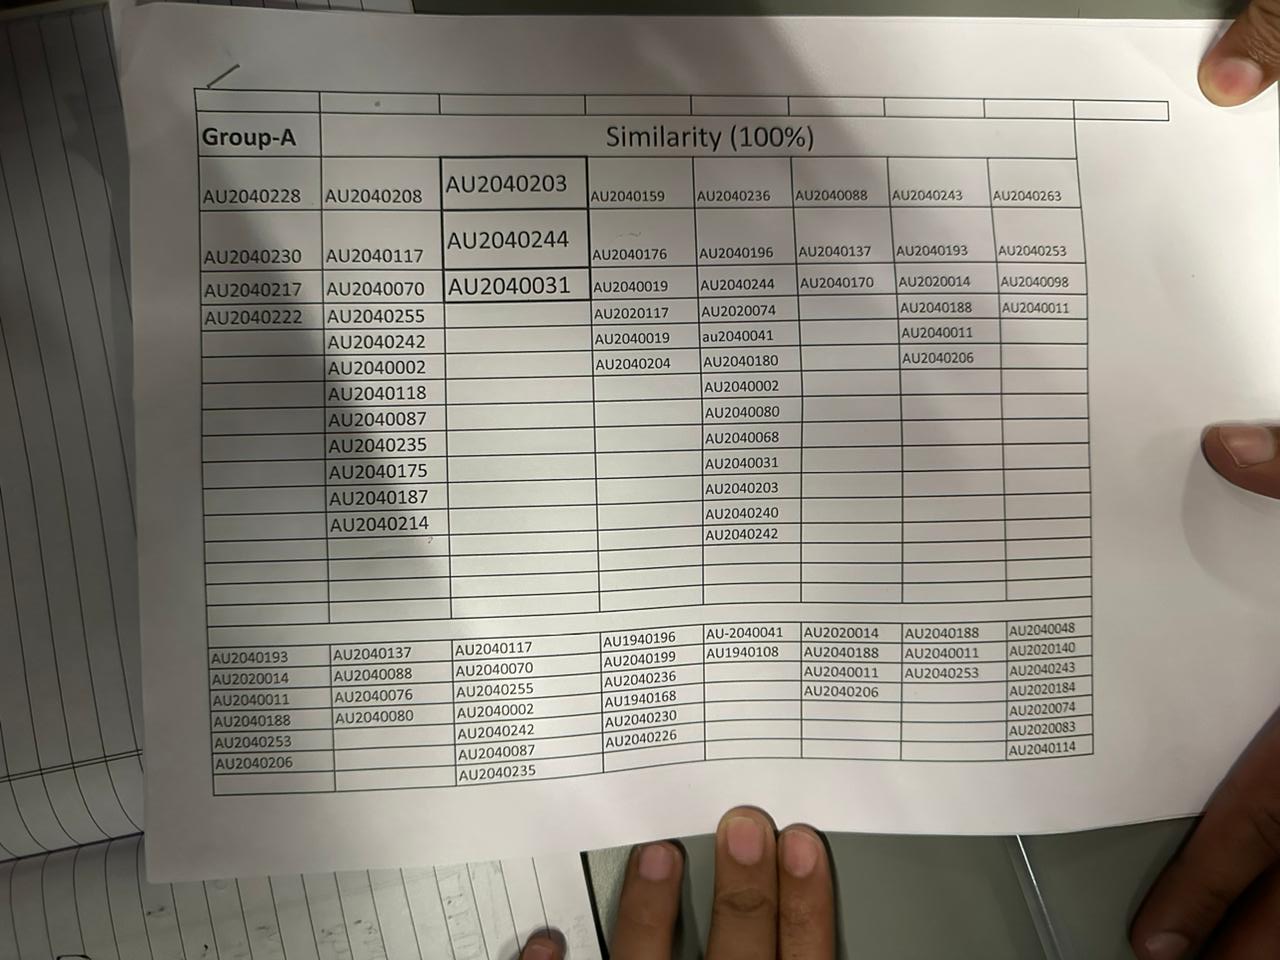 Group-A Similarity (100%)
AU2040228 AU2040208 AU2040203 AU2040159 AU2040236 AU2040088 AU2040243 AU2040263
AU2040230 AU2040117 AU2040244 AU2040176 AU2040196 AU2040137 AU2040193 AU2040253
AU2040217 AU2040070 AU2040031 AU2040019 AU2040244 AU2040170 AU2020014 AU2040098
AU2040222 AU2040255 AU2020117 AU2020074 AU2040188 AU2040011
AU2040242 AU2040019 au2040041 AU2040011
AU2040002 AU2040204 AU2040180 AU2040206
AU2040118 AU2040002
AU2040087 AU2040080
AU2040235 AU2040068
AU2040175 AU2040031
AU2040187 AU2040203
AU2040214 AU2040240
AU2040242
AU2040193 AU2040137 AU2040117 AU1940196 AU-2040041 AU2020014 AU2040188 AU2040048
AU2020014 AU2040088 AU2040070 AU2040199 AU1940108 AU2040188 AU2040011 AU2020140
AU2040011 AU2040076 AU2040255 AU2040236 AU2040011 AU2040253 AU2040243
AU2040188 AU2040080 AU2040002 AU1940168 AU2040206 AU2020184
AU2040253 AU2040242 AU2040230 AU2020074
AU2040206 AU2040087 AU2040226 AU2020083
AU2040235 AU2040114